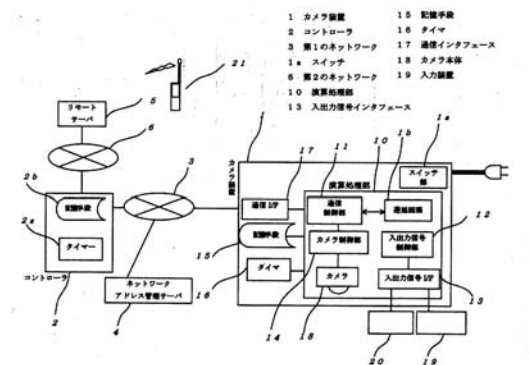 1 カメラ装置
2 コントローラ
3 第1のネットワーク
1a スイッチ
6 第2のネットワーク
10 演算処理部
13 入出力信号インタフェース
15 記憶手段
16 タイマ
17 通信インタフェース
18 カメラ本体
19 入力装置
21
リモート
サーバ
5
6
2b
記憶手段
2a
タイマー
コントローラ
2
3
ネットワーク
アドレス管理サーバ
4
1
カメラ装置
1a
スイッチ
部
10
1b
11
17
演算処理部
通信I/F
通信
制御部
遅延回路
12
記憶手段
15
カメラ制御部
入出力信号
制御部
タイマ
16
カメラ
入出力信号I/F
13
14
18
20
19